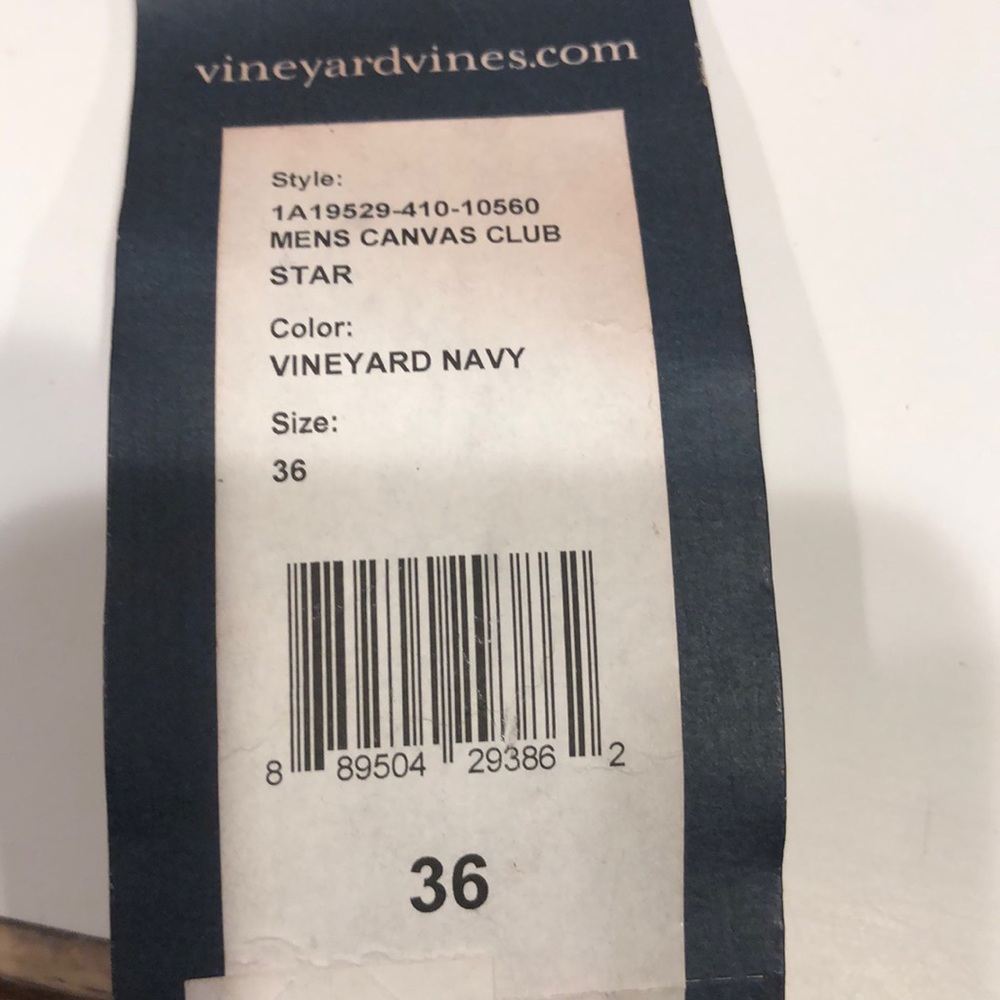 vineyardvines.com
Style:
1A19529-410-10560
MENS CANVAS CLUB
STAR
Color:
VINEYARD NAVY
Size:
36
8 89504 29386 2
36